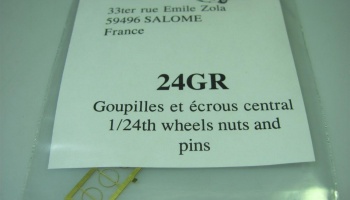 33ter rue Emile Zola
59496 SALOME
France
24GR
Goupilles et écrous central
1/24th wheels nuts and
pins